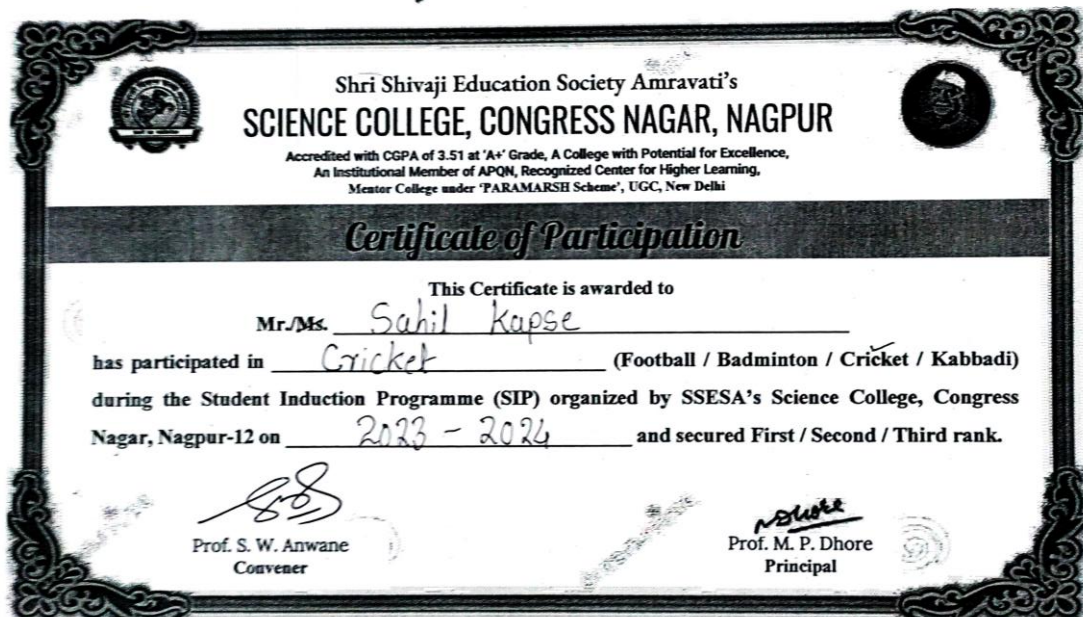 Shri Shivaji Education Society Amravati's
SCIENCE COLLEGE, CONGRESS NAGAR, NAGPUR
Accredited with CGPA of 3.51 at 'A+' Grade, A College with Potential for Excellence,
An Institutional Member of APQN, Recognized Center for Higher Learning,
Mentor College under 'PARAMARSH Scheme', UGC, New Delhi
Certificate of Participation
This Certificate is awarded to
Mr./Ms. Sahil Kapse
has participated in Cricket (Football / Badminton / Cricket / Kabbadi)
during the Student Induction Programme (SIP) organized by SSESA's Science College, Congress
Nagar, Nagpur-12 on 2023 - 2024 and secured First / Second / Third rank.
Dhore
Prof. S. W. Anwane
Convener
Prof. M. P. Dhore
Principal